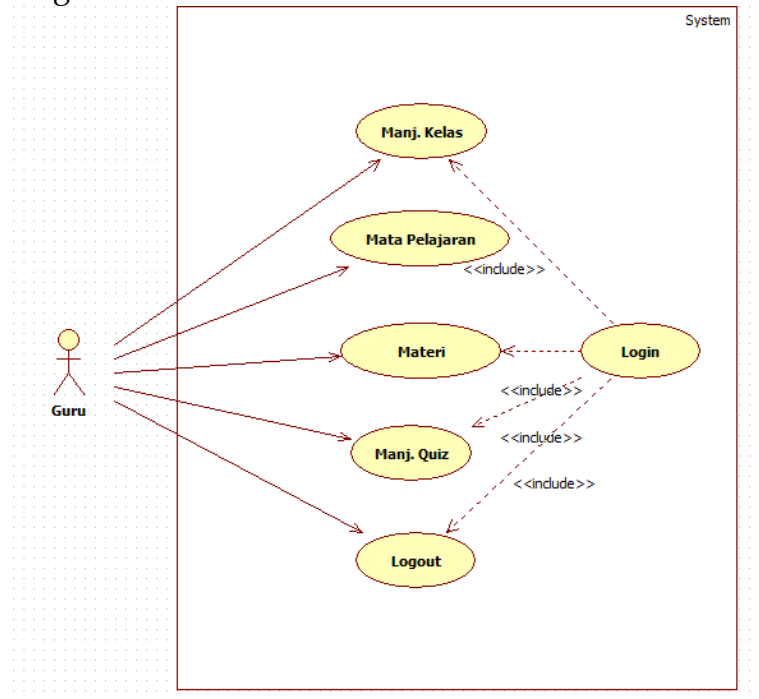 System
Manj. Kelas
Mata Pelajaran
<<include>>
Materi
Login
<<include>>
Guru
<<include>>
Manj. Quiz
<<include>>
Logout